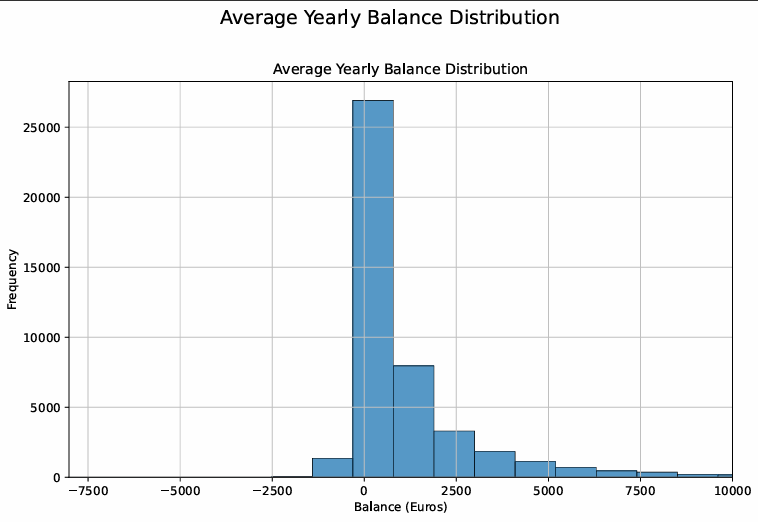 Average Yearly Balance Distribution
Average Yearly Balance Distribution
25000
20000
15000
10000
5000
0
Frequency
−7500 −5000 −2500 0 2500 5000 7500 10000
Balance (Euros)